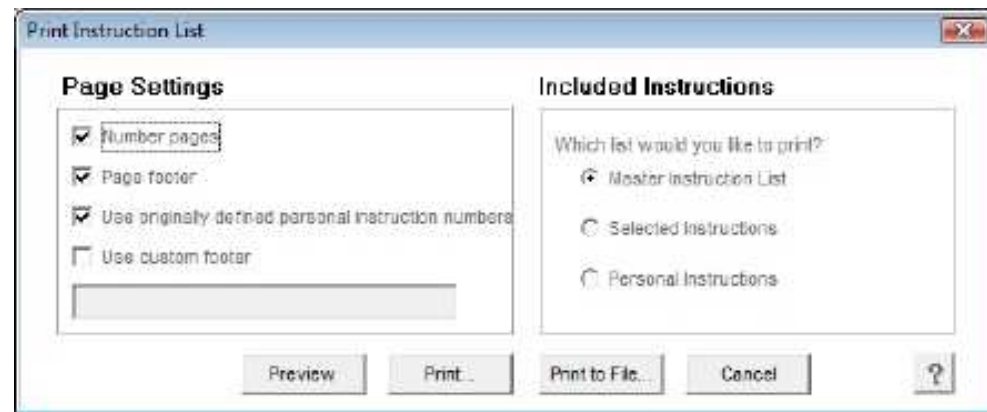 Print Instruction List
Page Settings
Number pages
Page footer
Use originally defined personal instruction numbers
Use custom footer
Included Instructions
Which list would you like to print?
Master Instruction List
Selected Instructions
Personal Instructions
Preview
Print...
Print to File...
Cancel
?